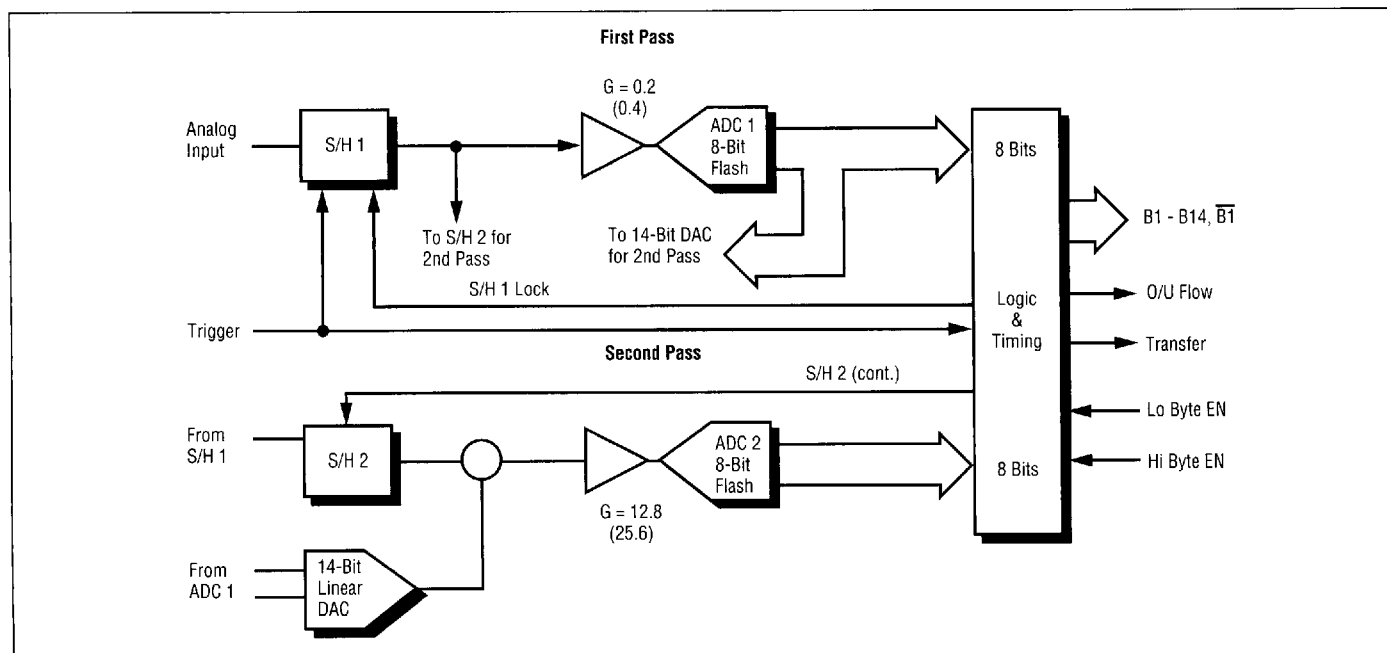 First Pass
G = 0.2
(0.4)
Analog
Input
S/H 1
ADC 1
8-Bit
Flash
8 Bits
To S/H 2 for
2nd Pass
To 14-Bit DAC
for 2nd Pass
B1 - B14, B1̅
S/H 1 Lock
O/U Flow
Logic
&
Timing
Trigger
Transfer
Second Pass
S/H 2 (cont.)
Lo Byte EN
From
S/H 1
S/H 2
ADC 2
8-Bit
Flash
8 Bits
Hi Byte EN
G = 12.8
(25.6)
From
ADC 1
14-Bit
Linear
DAC